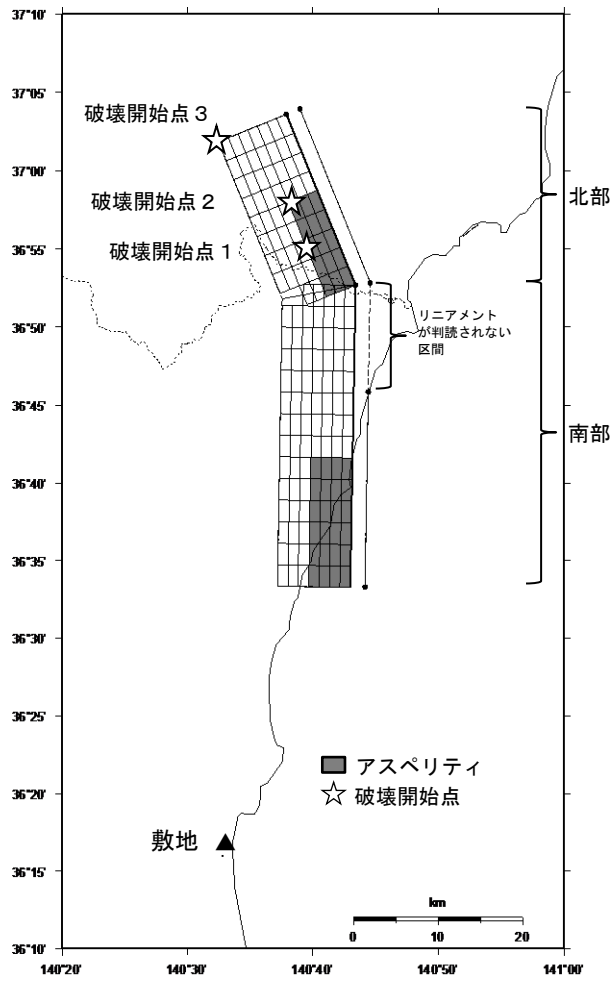 37°10'
37°05'
37°00'
36°55'
36°50'
36°45'
36°40'
36°35'
36°30'
36°25'
36°20'
36°15'
36°10'
破壊開始点３
破壊開始点２
破壊開始点１
北部
リニアメント
が判読されない
区間
南部
アスペリティ
破壊開始点
敷地
km
0 10 20
140°20' 140°30' 140°40' 140°50' 141°00'